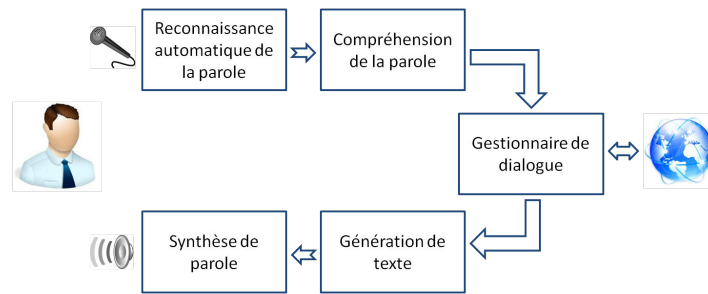 Reconnaissance
automatique de
la parole
Compréhension
de la parole
Gestionnaire de
dialogue
Synthèse de
parole
Génération de
texte